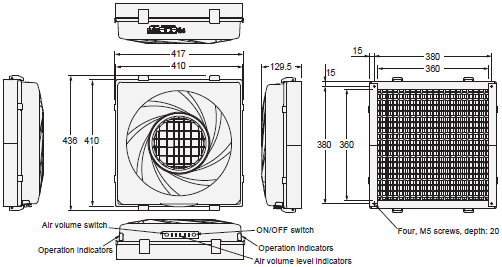 417
410
129.5
15
380
360
15
436
410
380
360
Air volume switch
ON/OFF switch
Four, M5 screws, depth: 20
Operation indicators
Operation indicators
Air volume level indicators